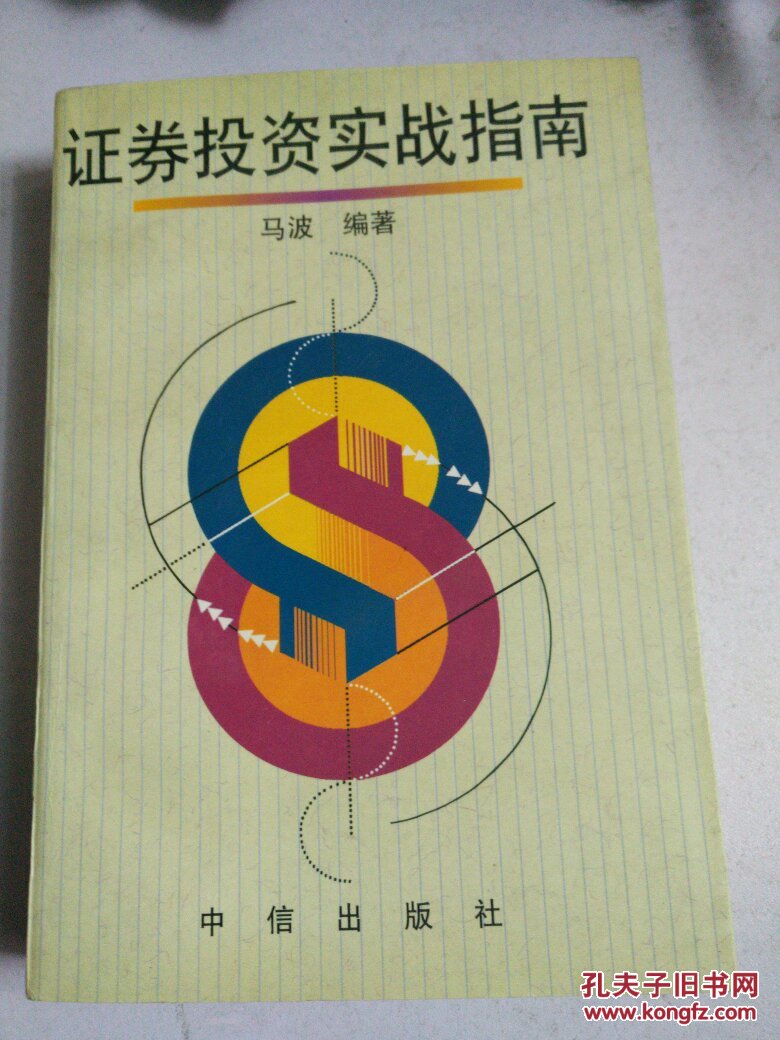 证券投资实战指南
马波 编著
中信出版社
孔夫子旧书网
www.kongfz.com